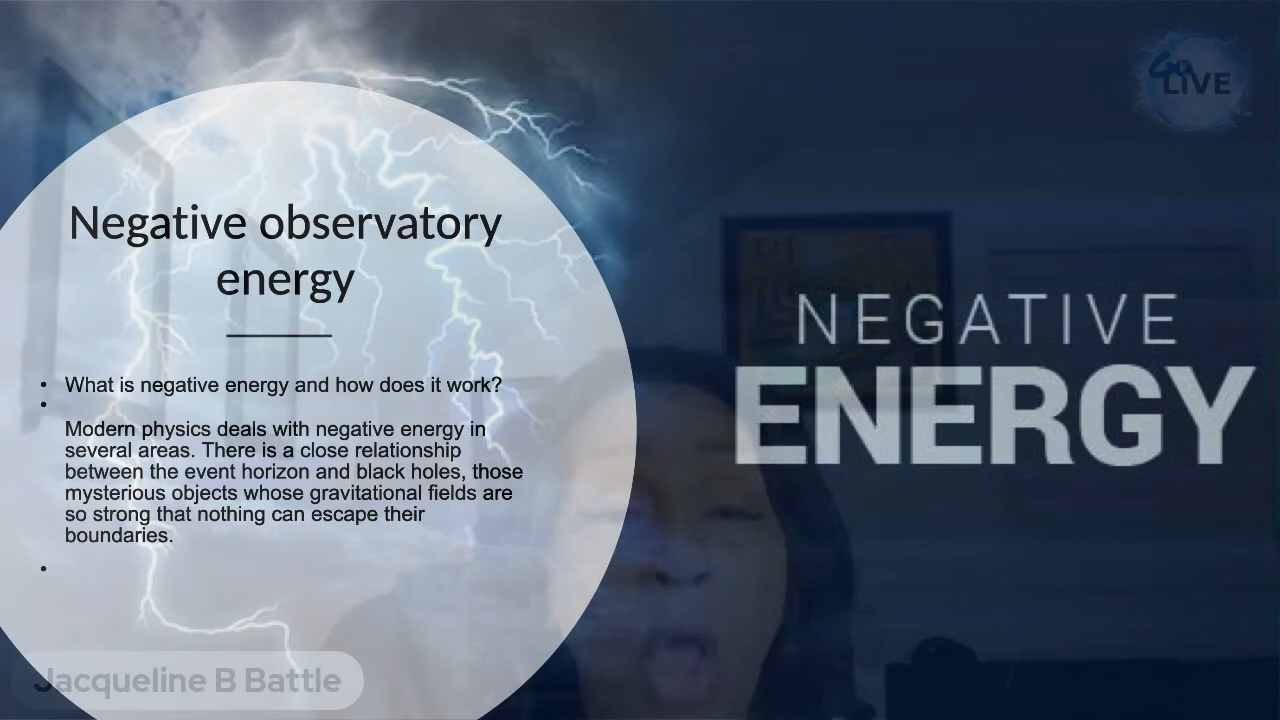 Go
LIVE
Negative observatory
energy
• What is negative energy and how does it work?
•
Modern physics deals with negative energy in
several areas. There is a close relationship
between the event horizon and black holes, those
mysterious objects whose gravitational fields are
so strong that nothing can escape their
boundaries.
•
NEGATIVE
ENERGY
Jacqueline B Battle